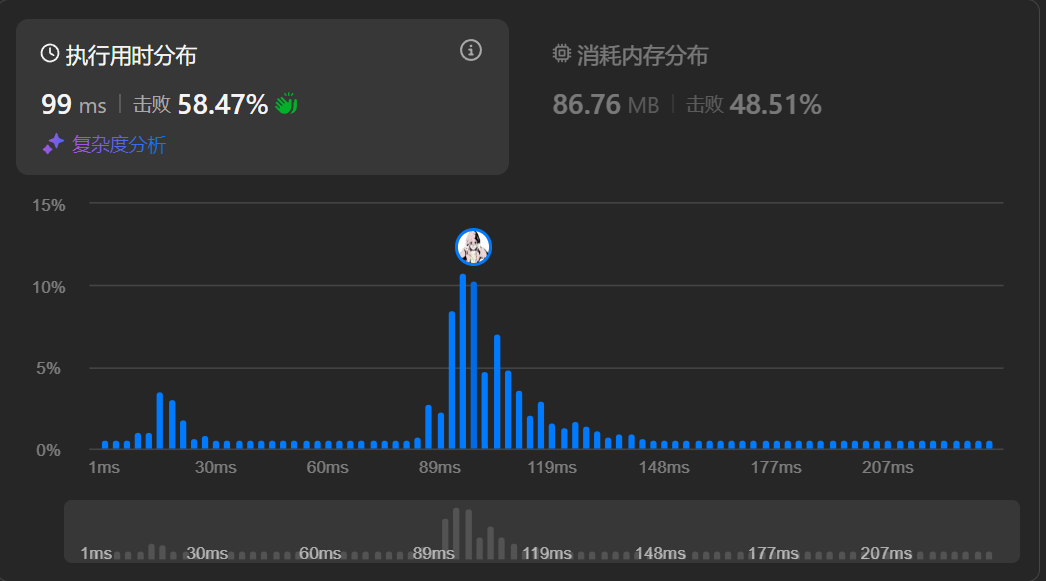 执行用时分布
99 ms | 击败 58.47%
复杂度分析
消耗内存分布
86.76 MB | 击败 48.51%
15%
10%
5%
0%
1ms 30ms 60ms 89ms 119ms 148ms 177ms 207ms
1ms 30ms 60ms 89ms 119ms 148ms 177ms 207ms